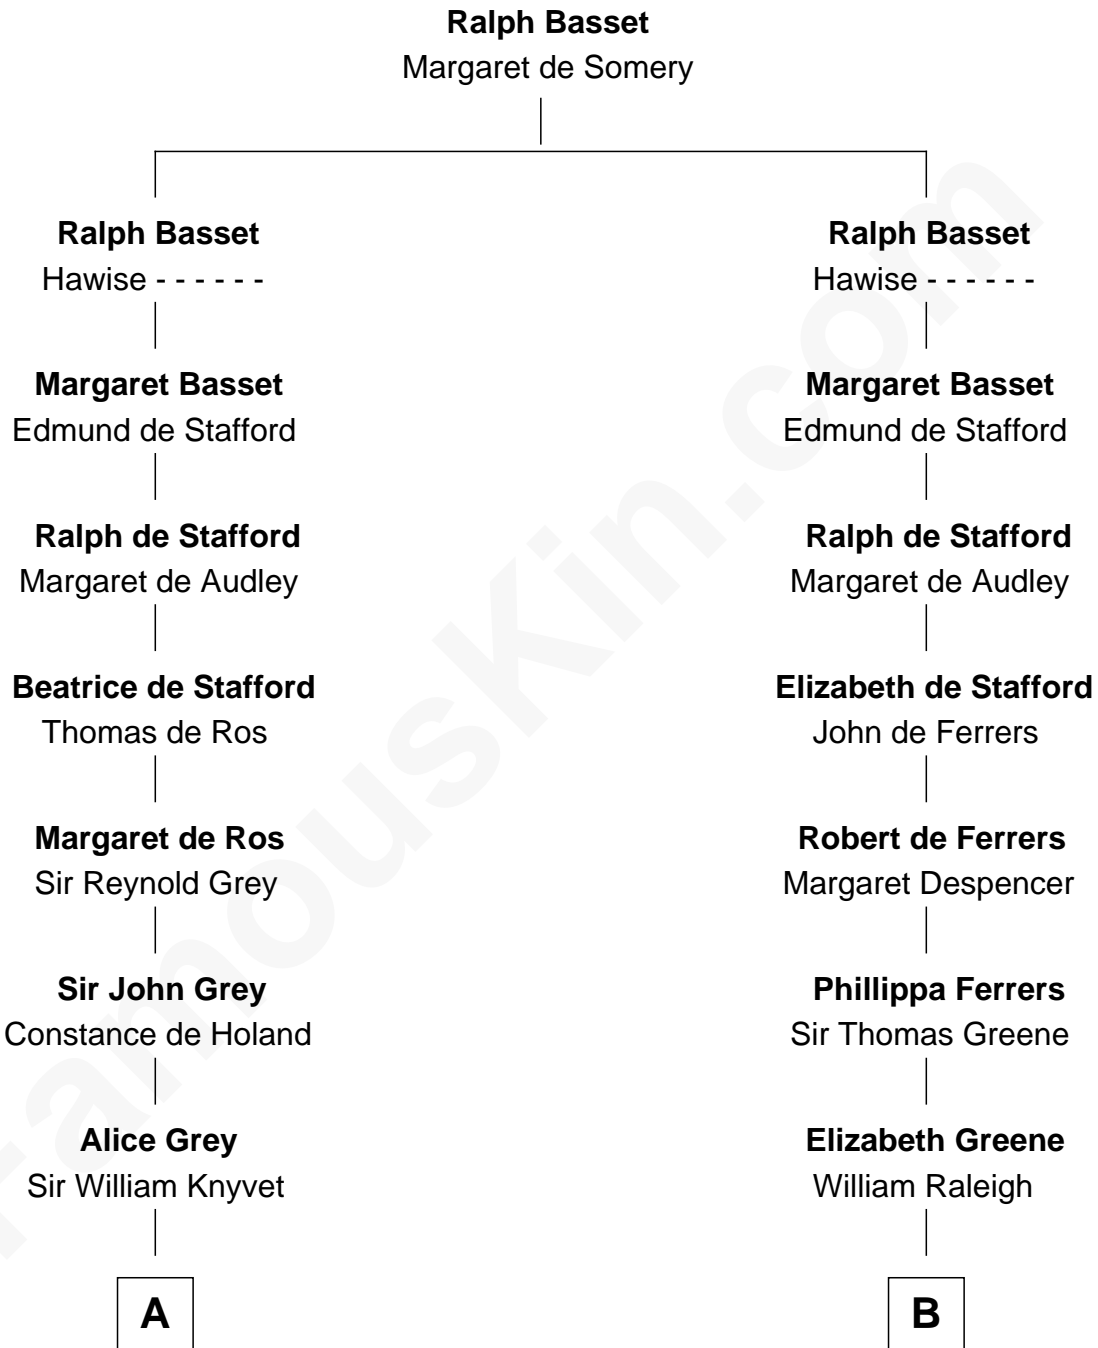 Ralph Basset
Margaret de Somery
Ralph Basset
Hawise - - - - - -
Margaret Basset
Edmund de Stafford
Ralph de Stafford
Margaret de Audley
Beatrice de Stafford
Thomas de Ros
Margaret de Ros
Sir Reynold Grey
Sir John Grey
Constance de Holand
Alice Grey
Sir William Knyvet
A
Ralph Basset
Hawise - - - - - -
Margaret Basset
Edmund de Stafford
Ralph de Stafford
Margaret de Audley
Elizabeth de Stafford
John de Ferrers
Robert de Ferrers
Margaret Despencer
Phillippa Ferrers
Sir Thomas Greene
Elizabeth Greene
William Raleigh
B
FamousKin.com